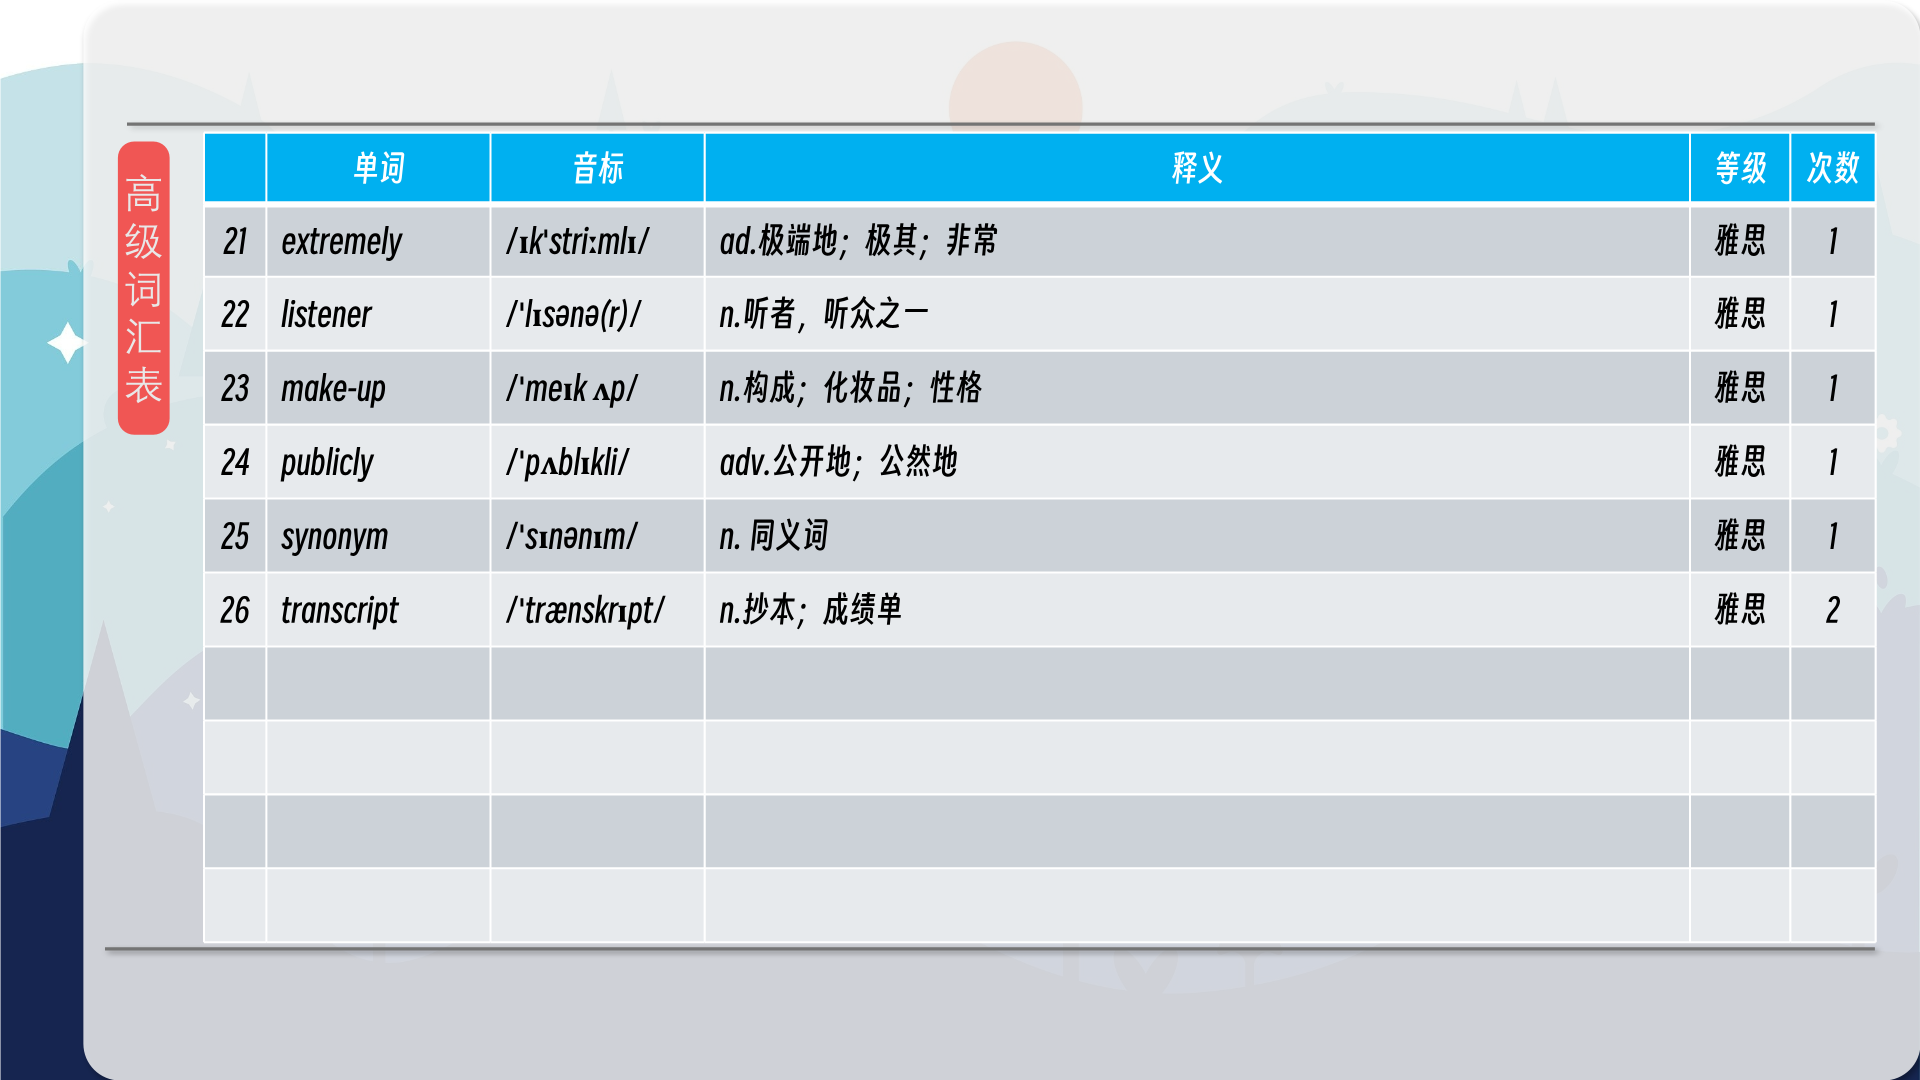 高级词汇表
单词 音标 释义 等级 次数
21 extremely /ɪk'striːmlɪ/ ad.极端地；极其；非常 雅思 1
22 listener /'lɪsənə(r)/ n.听者，听众之一 雅思 1
23 make-up /'meɪk ʌp/ n.构成；化妆品；性格 雅思 1
24 publicly /'pʌblɪkli/ adv.公开地；公然地 雅思 1
25 synonym /'sɪnənɪm/ n. 同义词 雅思 1
26 transcript /'trænskrɪpt/ n.抄本；成绩单 雅思 2